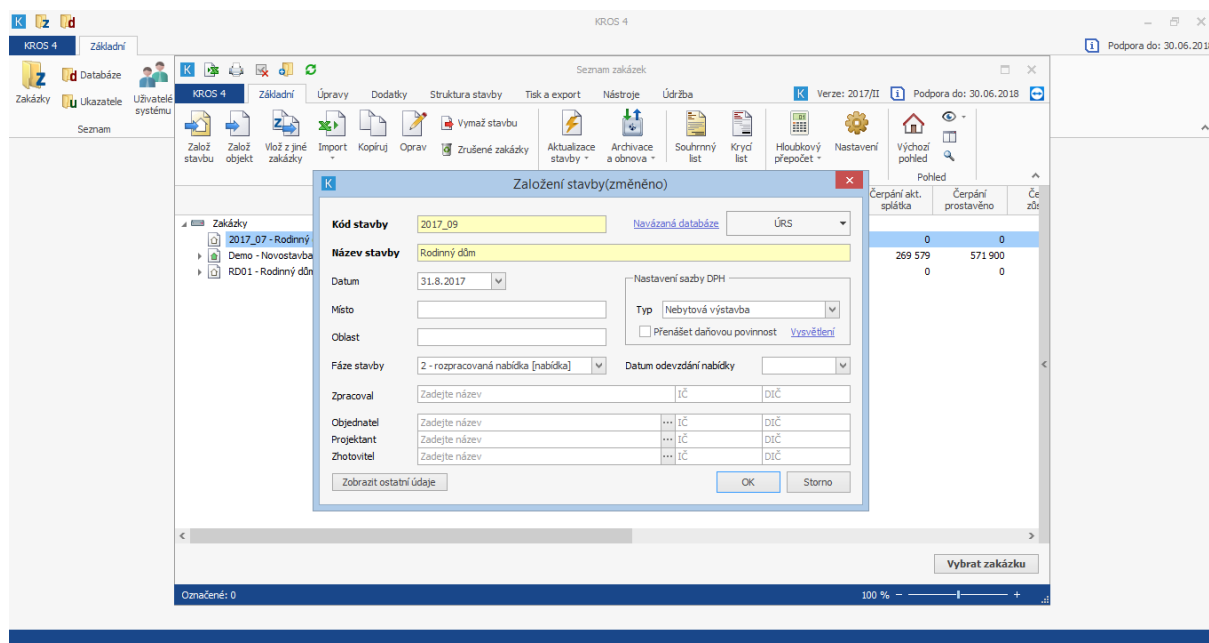 KROS 4
KROS 4 Základní
Podpora do: 30.06.201
Zakázky Databáze Ukazatele Uživatelé systému
Seznam
Seznam zakázek
KROS 4 Základní Úpravy Dodatky Struktura stavby Tisk a export Nástroje Údržba Verze: 2017/II Podpora do: 30.06.2018
Založ stavbu Založ objekt Vlož z jiné zakázky Import Kopíruj Oprav Vymaž stavbu Zrušené zakázky Aktualizace stavby Archivace a obnova Souhrnný list Krycí list Hloubkový přepočet Nastavení Výchozí pohled
Pohled
Čerpání akt. splátka Čerpání prostavěno Če zůs
Zakázky
2017_07 - Rodinný 0 0
Demo - Novostavba 269 579 571 900
RD01 - Rodinný dům 0 0
Založení stavby(změněno)
Kód stavby 2017_09 Navázaná databáze ÚRS
Název stavby Rodinný dům
Datum 31.8.2017 Nastavení sazby DPH
Místo Typ Nebytová výstavba
Přenášet daňovou povinnost Vysvětlení
Oblast
Fáze stavby 2 - rozpracovaná nabídka [nabídka] Datum odevzdání nabídky
Zpracoval Zadejte název IČ DIČ
Objednatel Zadejte název ... IČ DIČ
Projektant Zadejte název ... IČ DIČ
Zhotovitel Zadejte název ... IČ DIČ
Zobrazit ostatní údaje OK Storno
Vybrat zakázku
Označené: 0 100 %